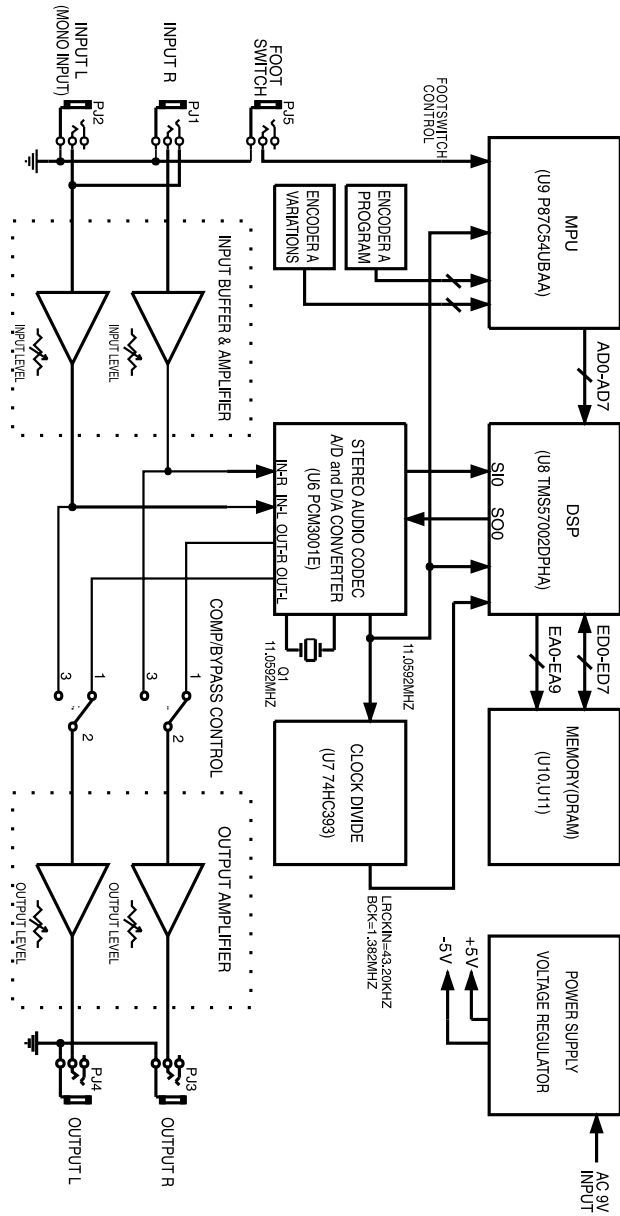 INPUT L
(MONO INPUT)
PJ2
INPUT R
PJ1
FOOT
SWITCH
PJ5
FOOTSWITCH
CONTROL
MPU
(U9 P87C54UBAA)
ENCODER A
PROGRAM
ENCODER A
VARIATIONS
AD0-AD7
DSP
(U8 TMS57002DPHA)
SI0
SO0
ED0-ED7
EA0-EA9
MEMORY(DRAM)
(U10,U11)
POWER SUPPLY
VOLTAGE REGULATOR
AC 9V
INPUT
+5V
-5V
INPUT BUFFER & AMPLIFIER
INPUT LEVEL
INPUT LEVEL
STEREO AUDIO CODEC
A/D and D/A CONVERTER
(U6 PCM3001E)
IN-R
IN-L
OUT-R
OUT-L
Q1
11.0592MHZ
11.0592MHZ
CLOCK DIVIDE
(U7 74HC393)
LRCKIN=43.20KHZ
BCK=1.382MHZ
COMP/BYPASS CONTROL
1
2
3
1
2
3
OUTPUT AMPLIFIER
OUTPUT LEVEL
OUTPUT LEVEL
PJ3
OUTPUT R
PJ4
OUTPUT L